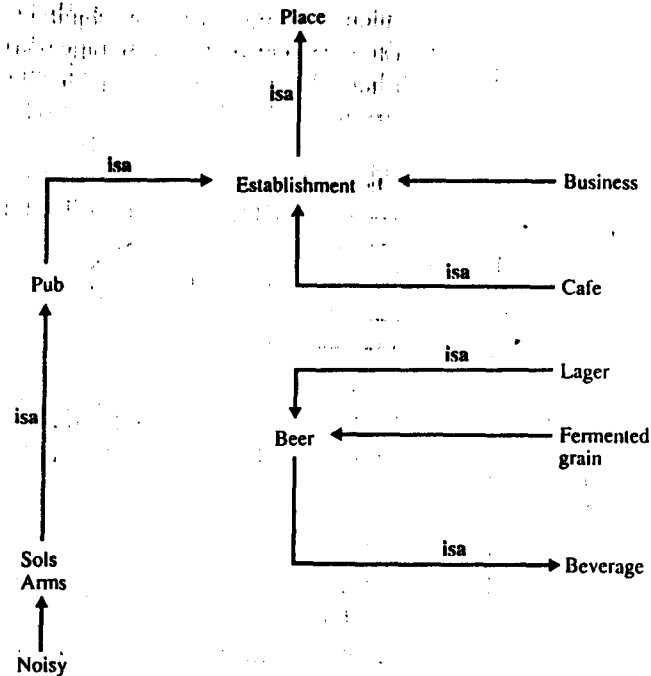 Place
isa
isa
Establishment
Business
Pub
isa
Cafe
isa
Lager
isa
Beer
Fermented
grain
isa
Beverage
Sols
Arms
Noisy